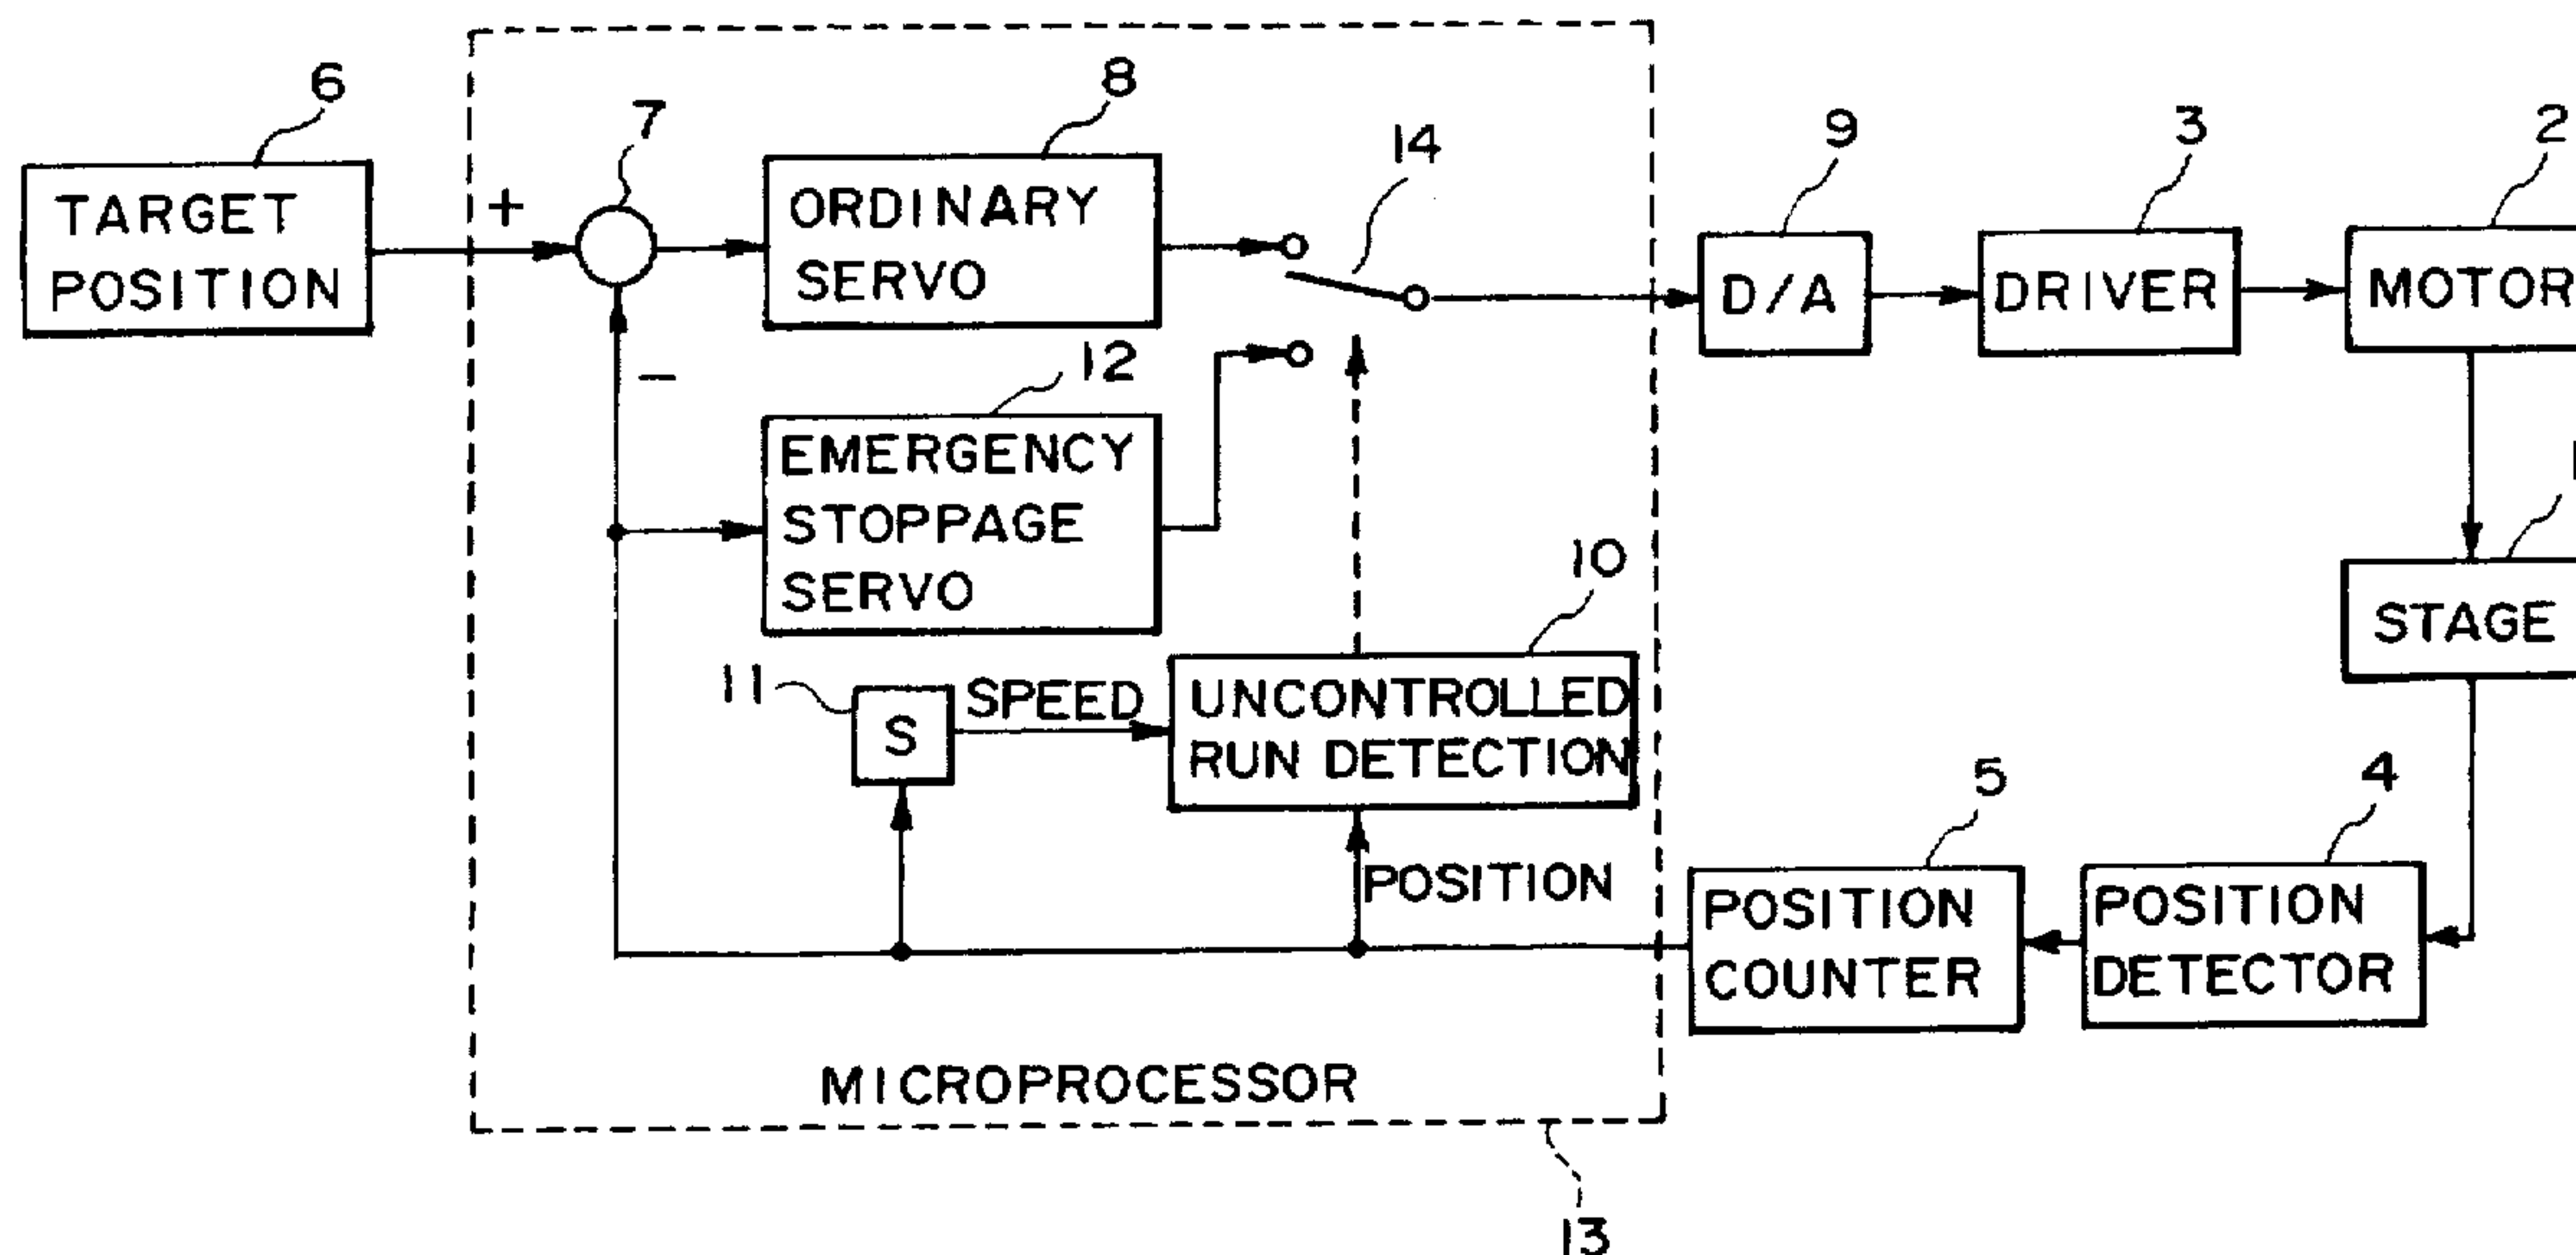 6
7
8
14
9
3
2
TARGET
POSITION
+
−
ORDINARY
SERVO
D/A
DRIVER
MOTOR
12
EMERGENCY
STOPPAGE
SERVO
1
STAGE
11
S
SPEED
10
UNCONTROLLED
RUN DETECTION
POSITION
5
POSITION
COUNTER
4
POSITION
DETECTOR
MICROPROCESSOR
13